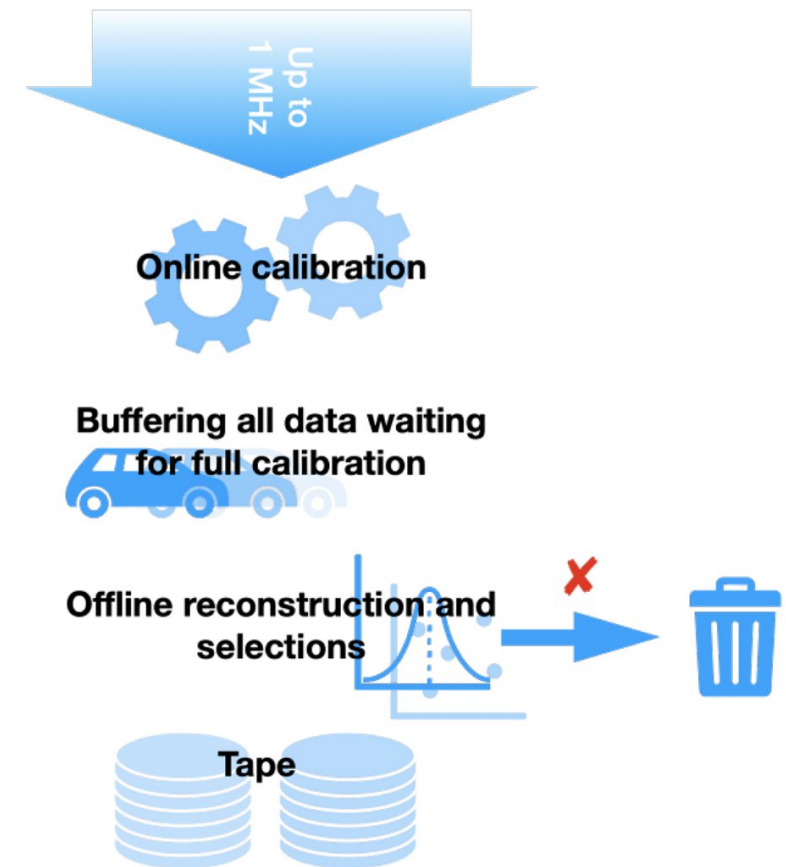 Up to
1 MHz
Online calibration
Buffering all data waiting
for full calibration
Offline reconstruction and
selections
Tape